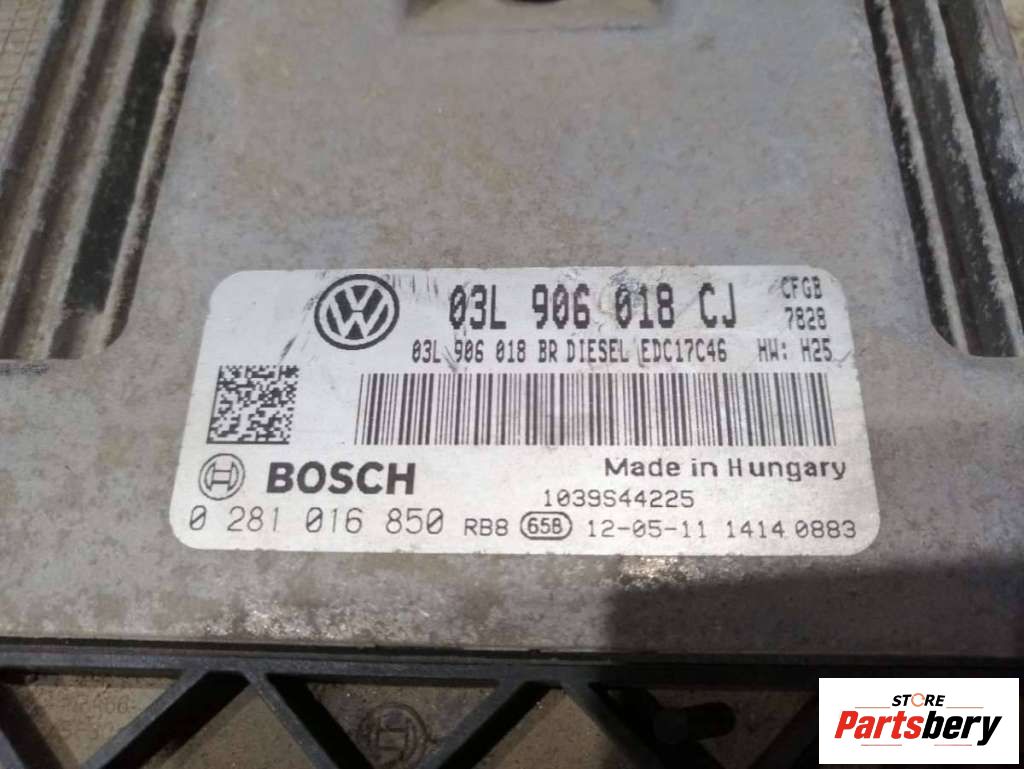 03L 906 018 CJ CFGB
7828
03L 906 018 BR DIESEL EDC17C46 HW: H25
BOSCH Made in Hungary
1039S44225
0 281 016 850 RB8 65B 12-05-11 1414 0883
STORE
Partsbery